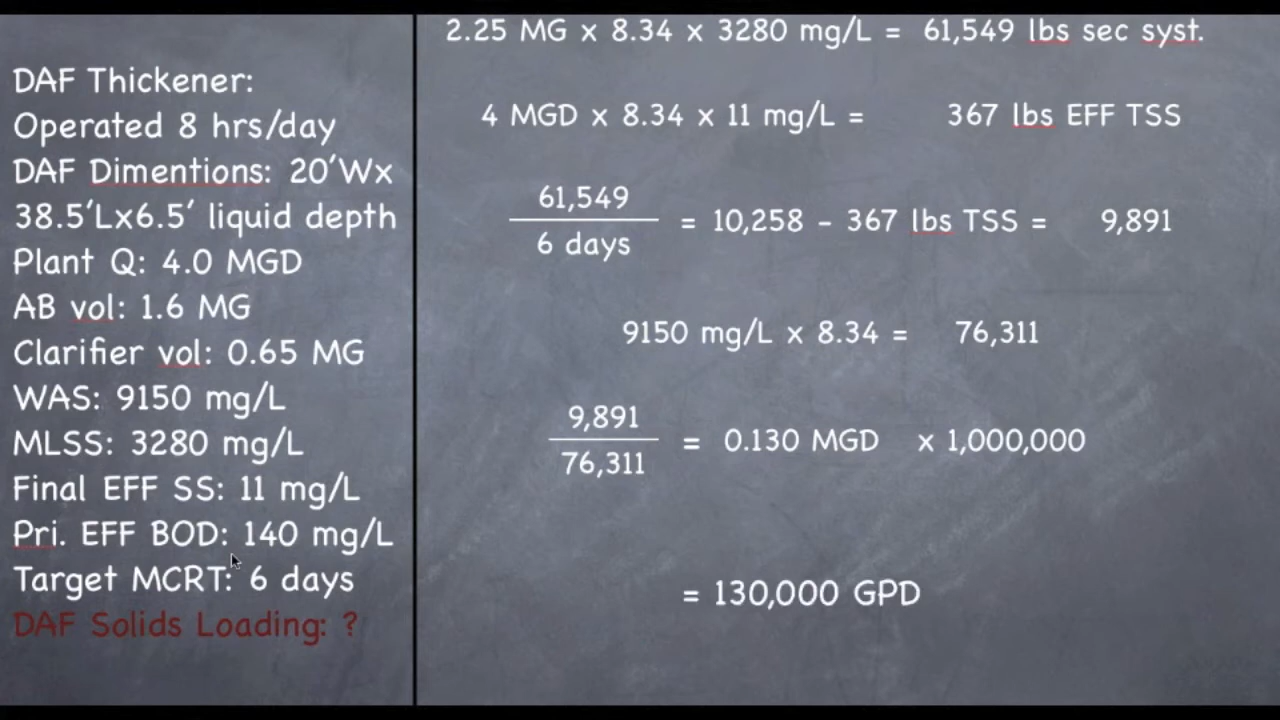 DAF Thickener:
Operated 8 hrs/day
DAF Dimentions: 20'Wx
38.5'Lx6.5' liquid depth
Plant Q: 4.0 MGD
AB vol: 1.6 MG
Clarifier vol: 0.65 MG
WAS: 9150 mg/L
MLSS: 3280 mg/L
Final EFF SS: 11 mg/L
Pri. EFF BOD: 140 mg/L
Target MCRT: 6 days
DAF Solids Loading: ?
2.25 MG x 8.34 x 3280 mg/L = 61,549 lbs sec syst.
4 MGD x 8.34 x 11 mg/L = 367 lbs EFF TSS
61,549
6 days
= 10,258 - 367 lbs TSS = 9,891
9150 mg/L x 8.34 = 76,311
9,891
76,311
= 0.130 MGD x 1,000,000
= 130,000 GPD